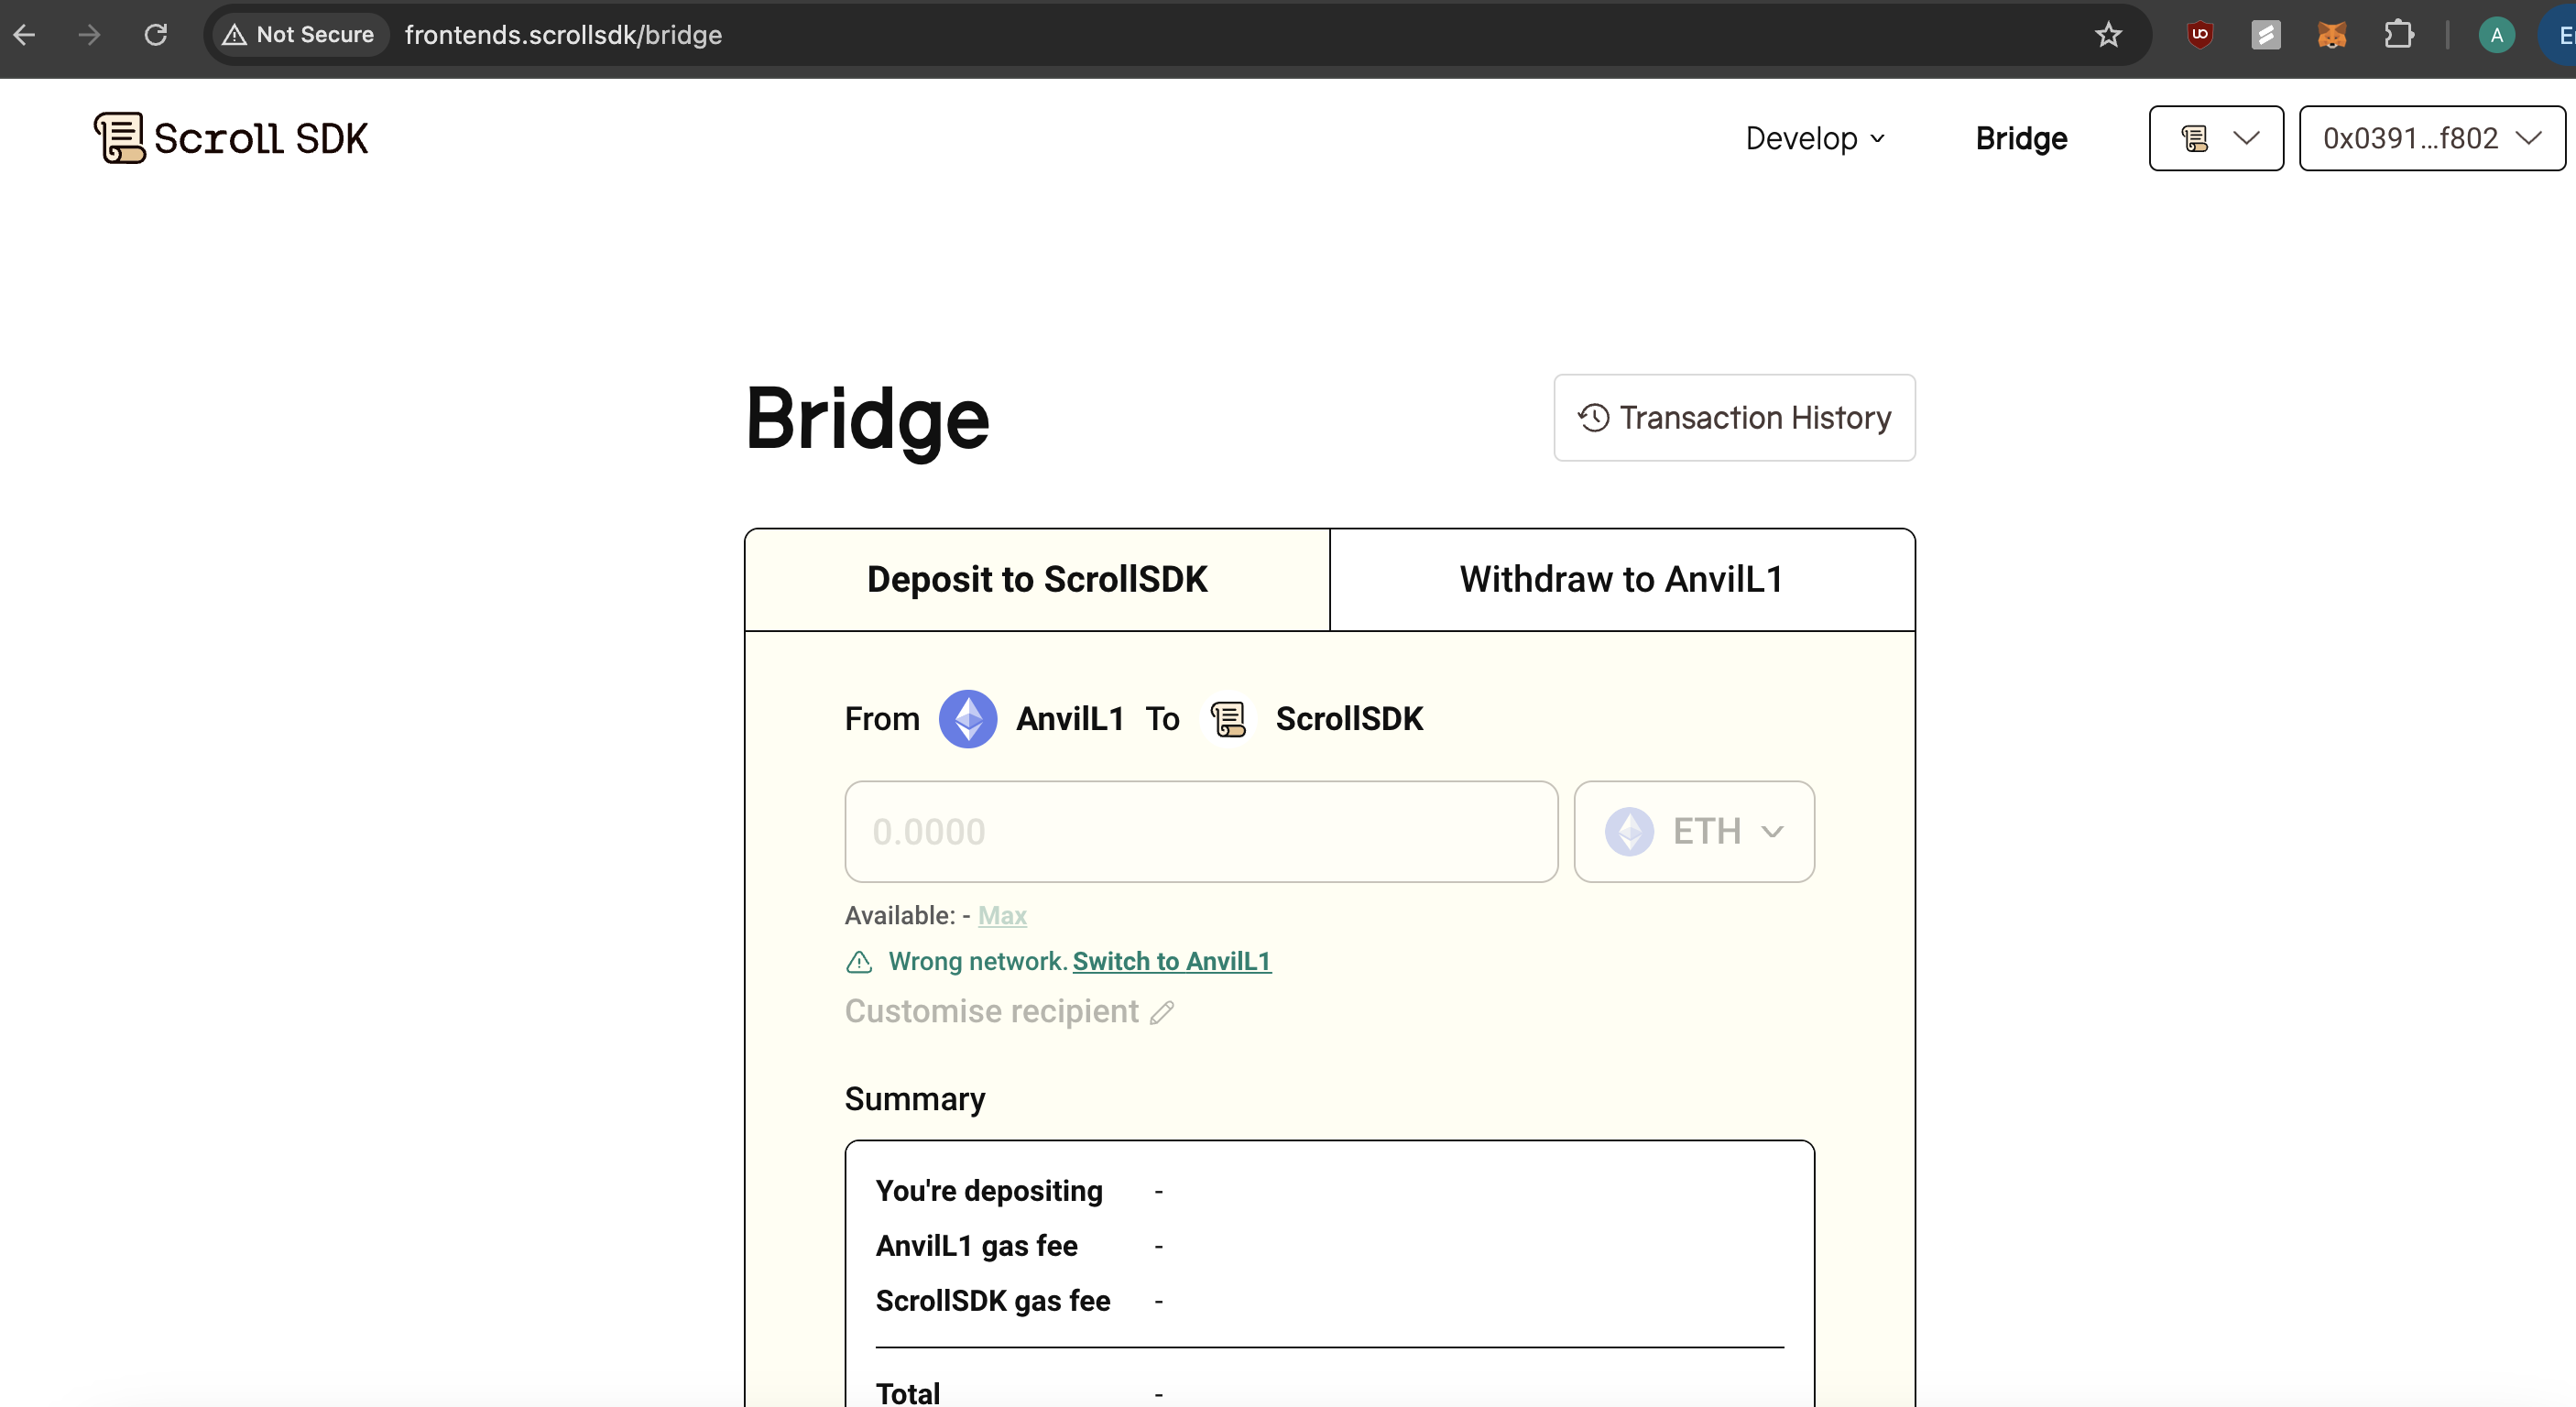 Not Secure frontends.scrollsdk/bridge
A
Scroll SDK
Develop
Bridge
0x0391...f802
Bridge
Transaction History
Deposit to ScrollSDK
Withdraw to AnvilL1
From AnvilL1 To ScrollSDK
0.0000
ETH
Available: - Max
Wrong network. Switch to AnvilL1
Customise recipient
Summary
You're depositing -
AnvilL1 gas fee -
ScrollSDK gas fee -
Total -